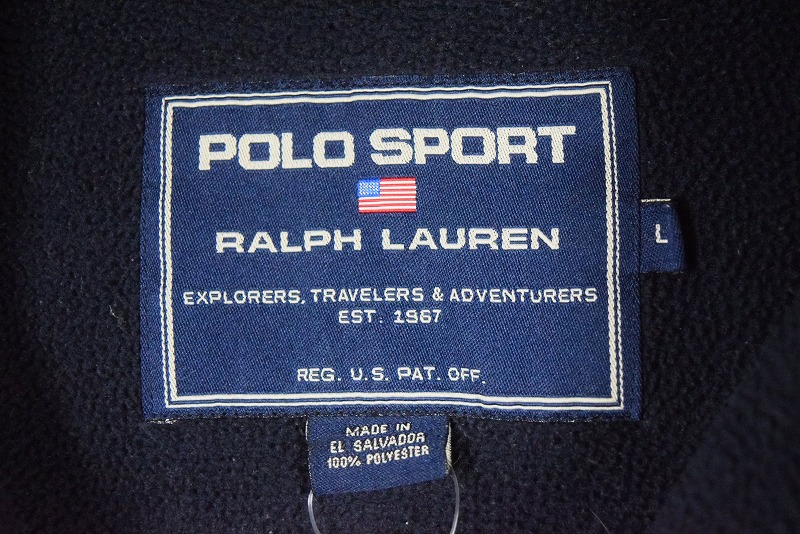 POLO SPORT
RALPH LAUREN
EXPLORERS, TRAVELERS & ADVENTURERS
EST. 1967
REG. U.S. PAT. OFF.
L
MADE IN
EL SALVADOR
100% POLYESTER